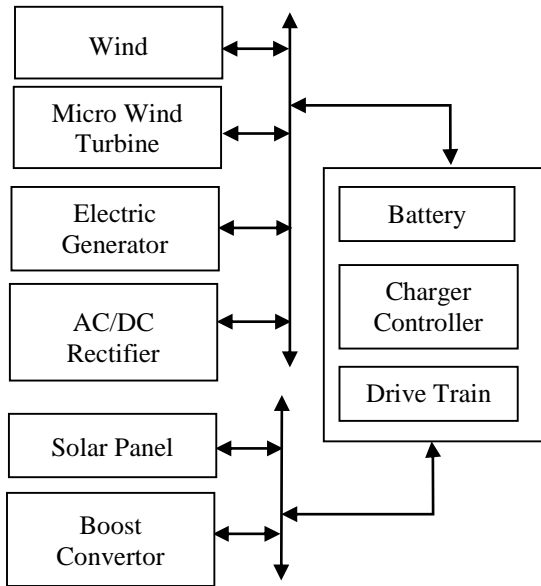 Wind
Micro Wind
Turbine
Electric
Generator
AC/DC
Rectifier
Solar Panel
Boost
Convertor
Battery
Charger
Controller
Drive Train